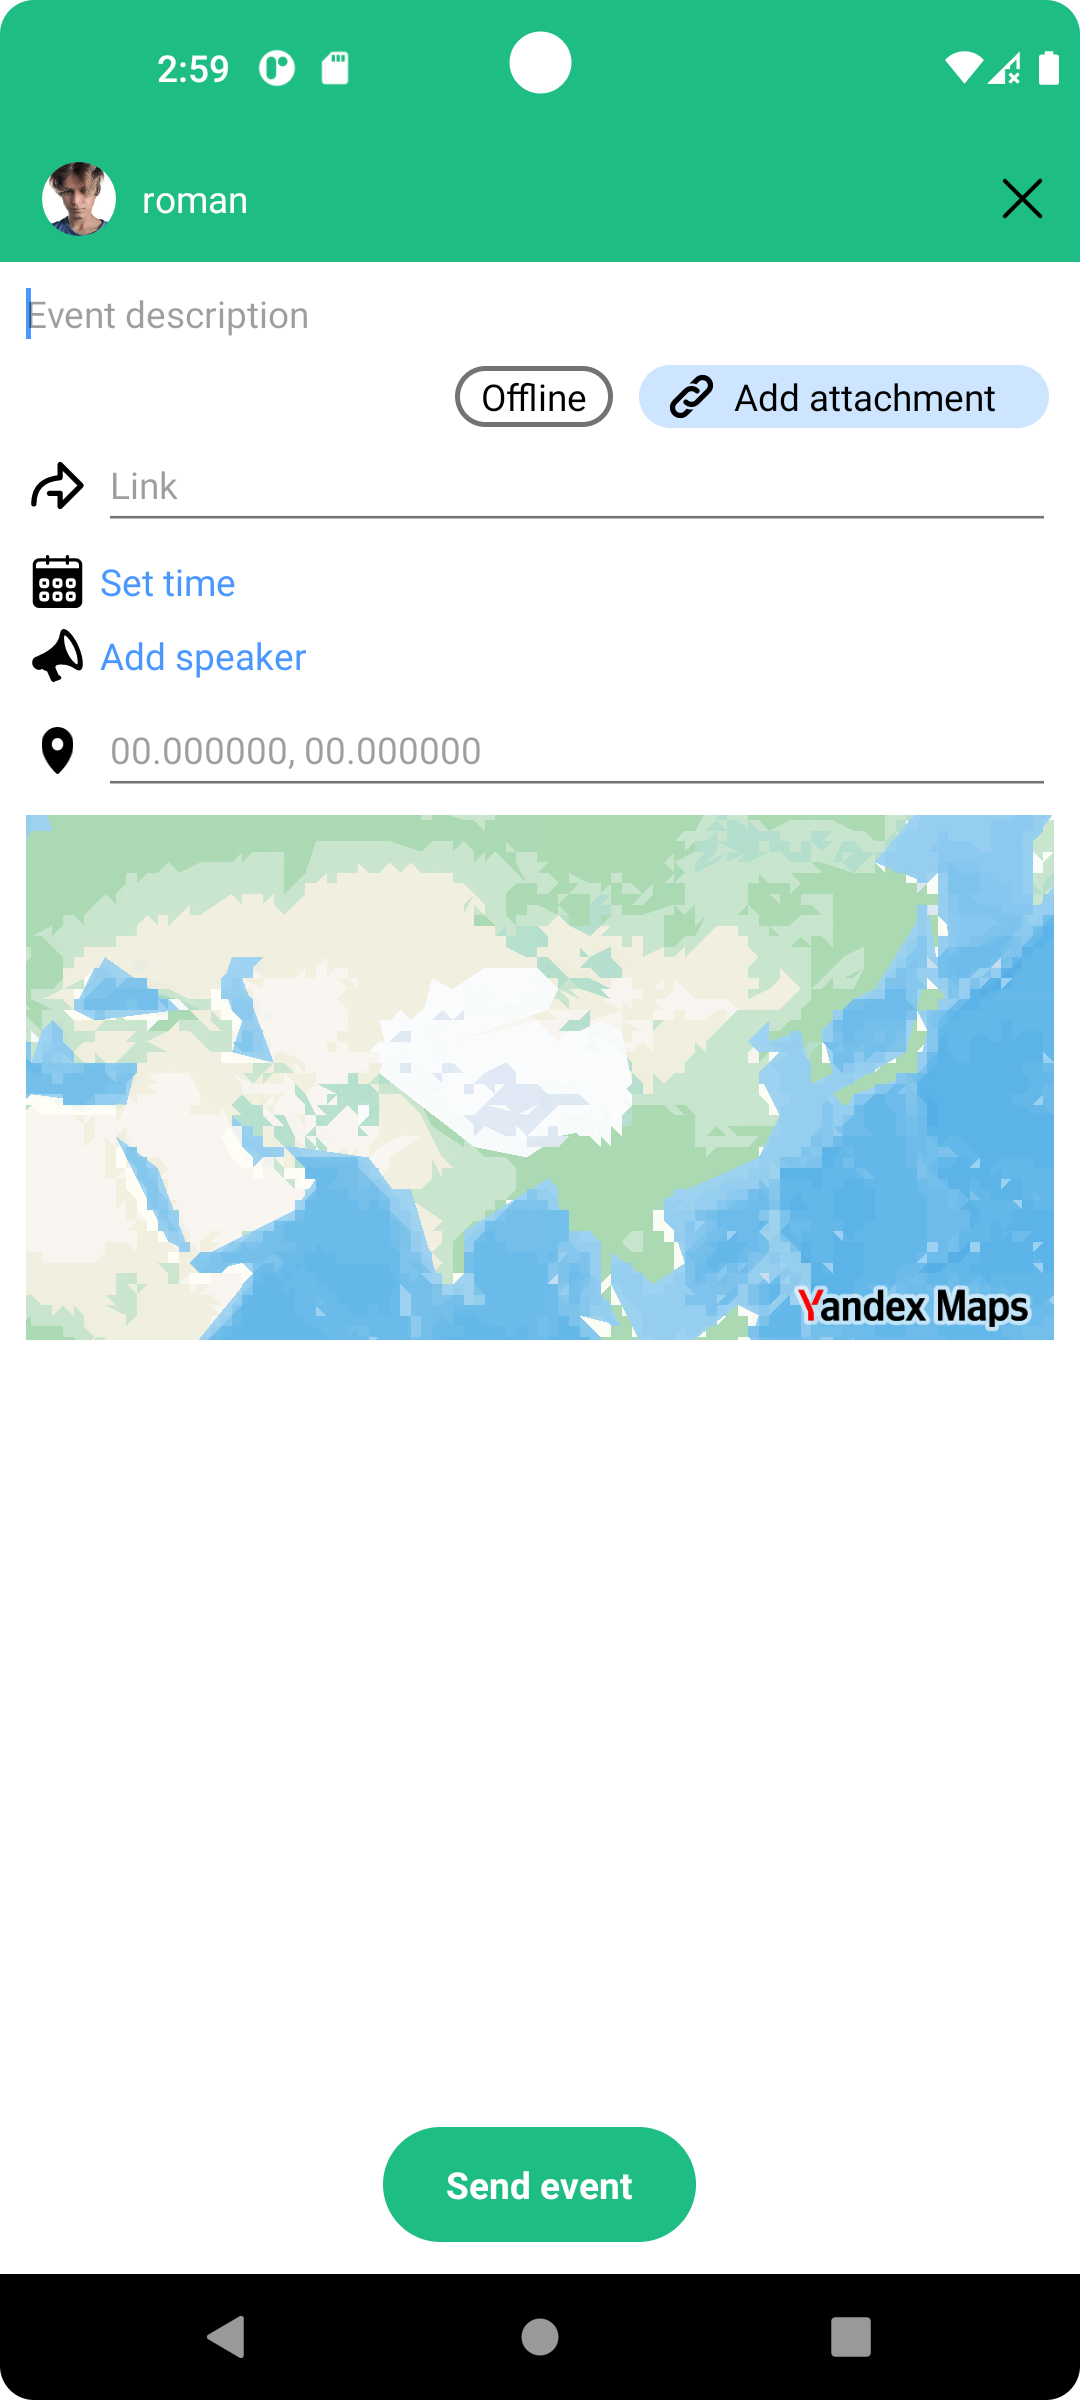 2:59
roman
Event description
Offline
Add attachment
Link
Set time
Add speaker
00.000000, 00.000000
Yandex Maps
Send event